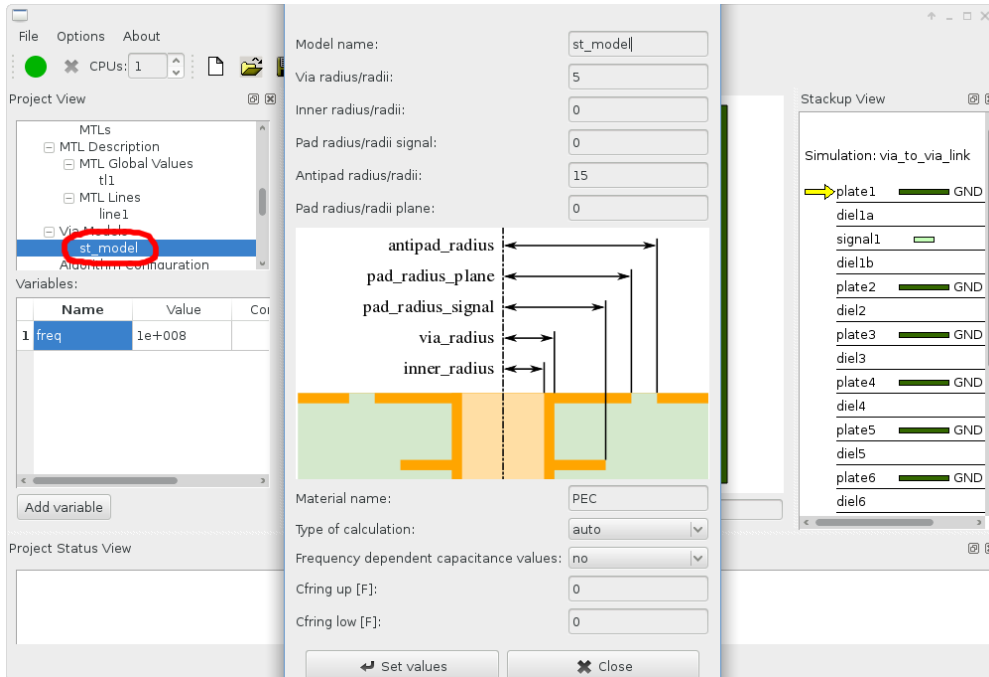 File Options About
CPUs: 1
Project View
MTLs
MTL Description
MTL Global Values
tl1
MTL Lines
line1
Via Models
st_model
Algorithm Configuration
Variables:
Name Value Co
1 freq 1e+008
Add variable
Project Status View
Model name: st_model
Via radius/radii: 5
Inner radius/radii: 0
Pad radius/radii signal: 0
Antipad radius/radii: 15
Pad radius/radii plane: 0
antipad_radius
pad_radius_plane
pad_radius_signal
via_radius
inner_radius
Material name: PEC
Type of calculation: auto
Frequency dependent capacitance values: no
Cfring up [F]: 0
Cfring low [F]: 0
Set values Close
Stackup View
Simulation: via_to_via_link
plate1 GND
diel1a
signal1
diel1b
plate2 GND
diel2
plate3 GND
diel3
plate4 GND
diel4
plate5 GND
diel5
plate6 GND
diel6